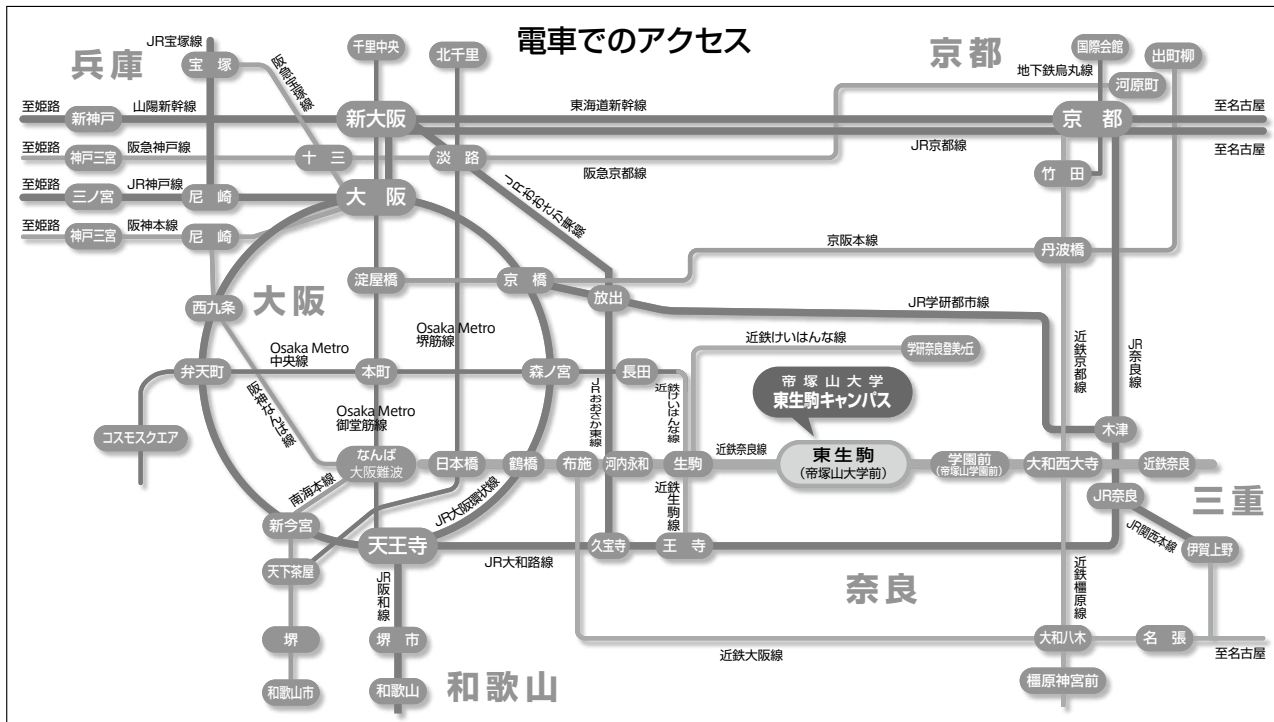 電車でのアクセス
兵庫
京都
大阪
奈良
三重
和歌山
JR宝塚線
宝塚
阪急宝塚線
千里中央
北千里
国際会館
出町柳
地下鉄烏丸線
河原町
至姫路
山陽新幹線
新神戸
新大阪
東海道新幹線
京都
至名古屋
至姫路
阪急神戸線
神戸三宮
十三
淡路
阪急京都線
JR京都線
至名古屋
竹田
至姫路
JR神戸線
三ノ宮
尼崎
大阪
JRおおさか東線
至姫路
阪神本線
神戸三宮
尼崎
京阪本線
丹波橋
淀屋橋
京橋
放出
JR学研都市線
西九条
Osaka Metro
堺筋線
Osaka Metro
中央線
近鉄けいはんな線
学研奈良登美ヶ丘
近鉄京都線
JR奈良線
弁天町
本町
森ノ宮
長田
帝塚山大学
東生駒キャンパス
阪神なんば線
Osaka Metro
御堂筋線
JRおおさか東線
近鉄けいはんな線
コスモスクエア
木津
なんば
大阪難波
日本橋
鶴橋
布施
河内永和
生駒
近鉄奈良線
東生駒
(帝塚山大学前)
学園前
(帝塚山学園前)
大和西大寺
近鉄奈良
南海本線
JR大阪環状線
近鉄生駒線
JR奈良
JR関西本線
新今宮
天王寺
久宝寺
王寺
伊賀上野
天下茶屋
JR大和路線
JR阪和線
近鉄橿原線
堺
堺市
近鉄大阪線
大和八木
名張
至名古屋
和歌山市
和歌山
橿原神宮前